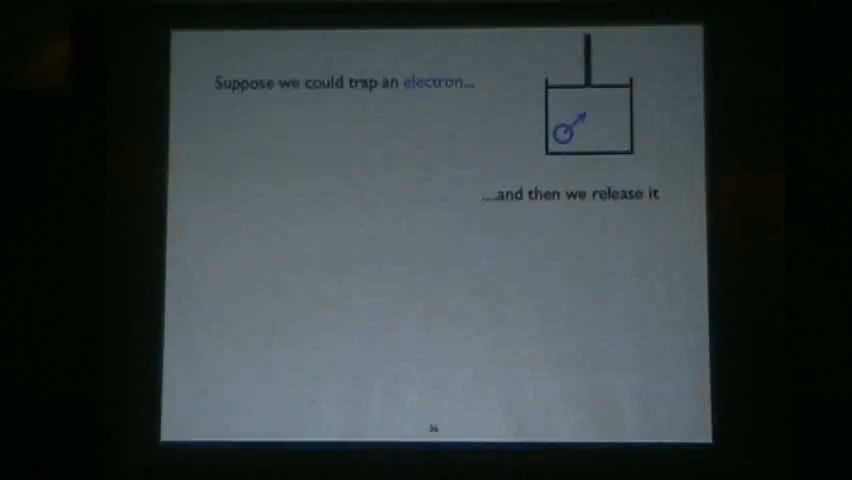 Suppose we could trap an electron...
...and then we release it